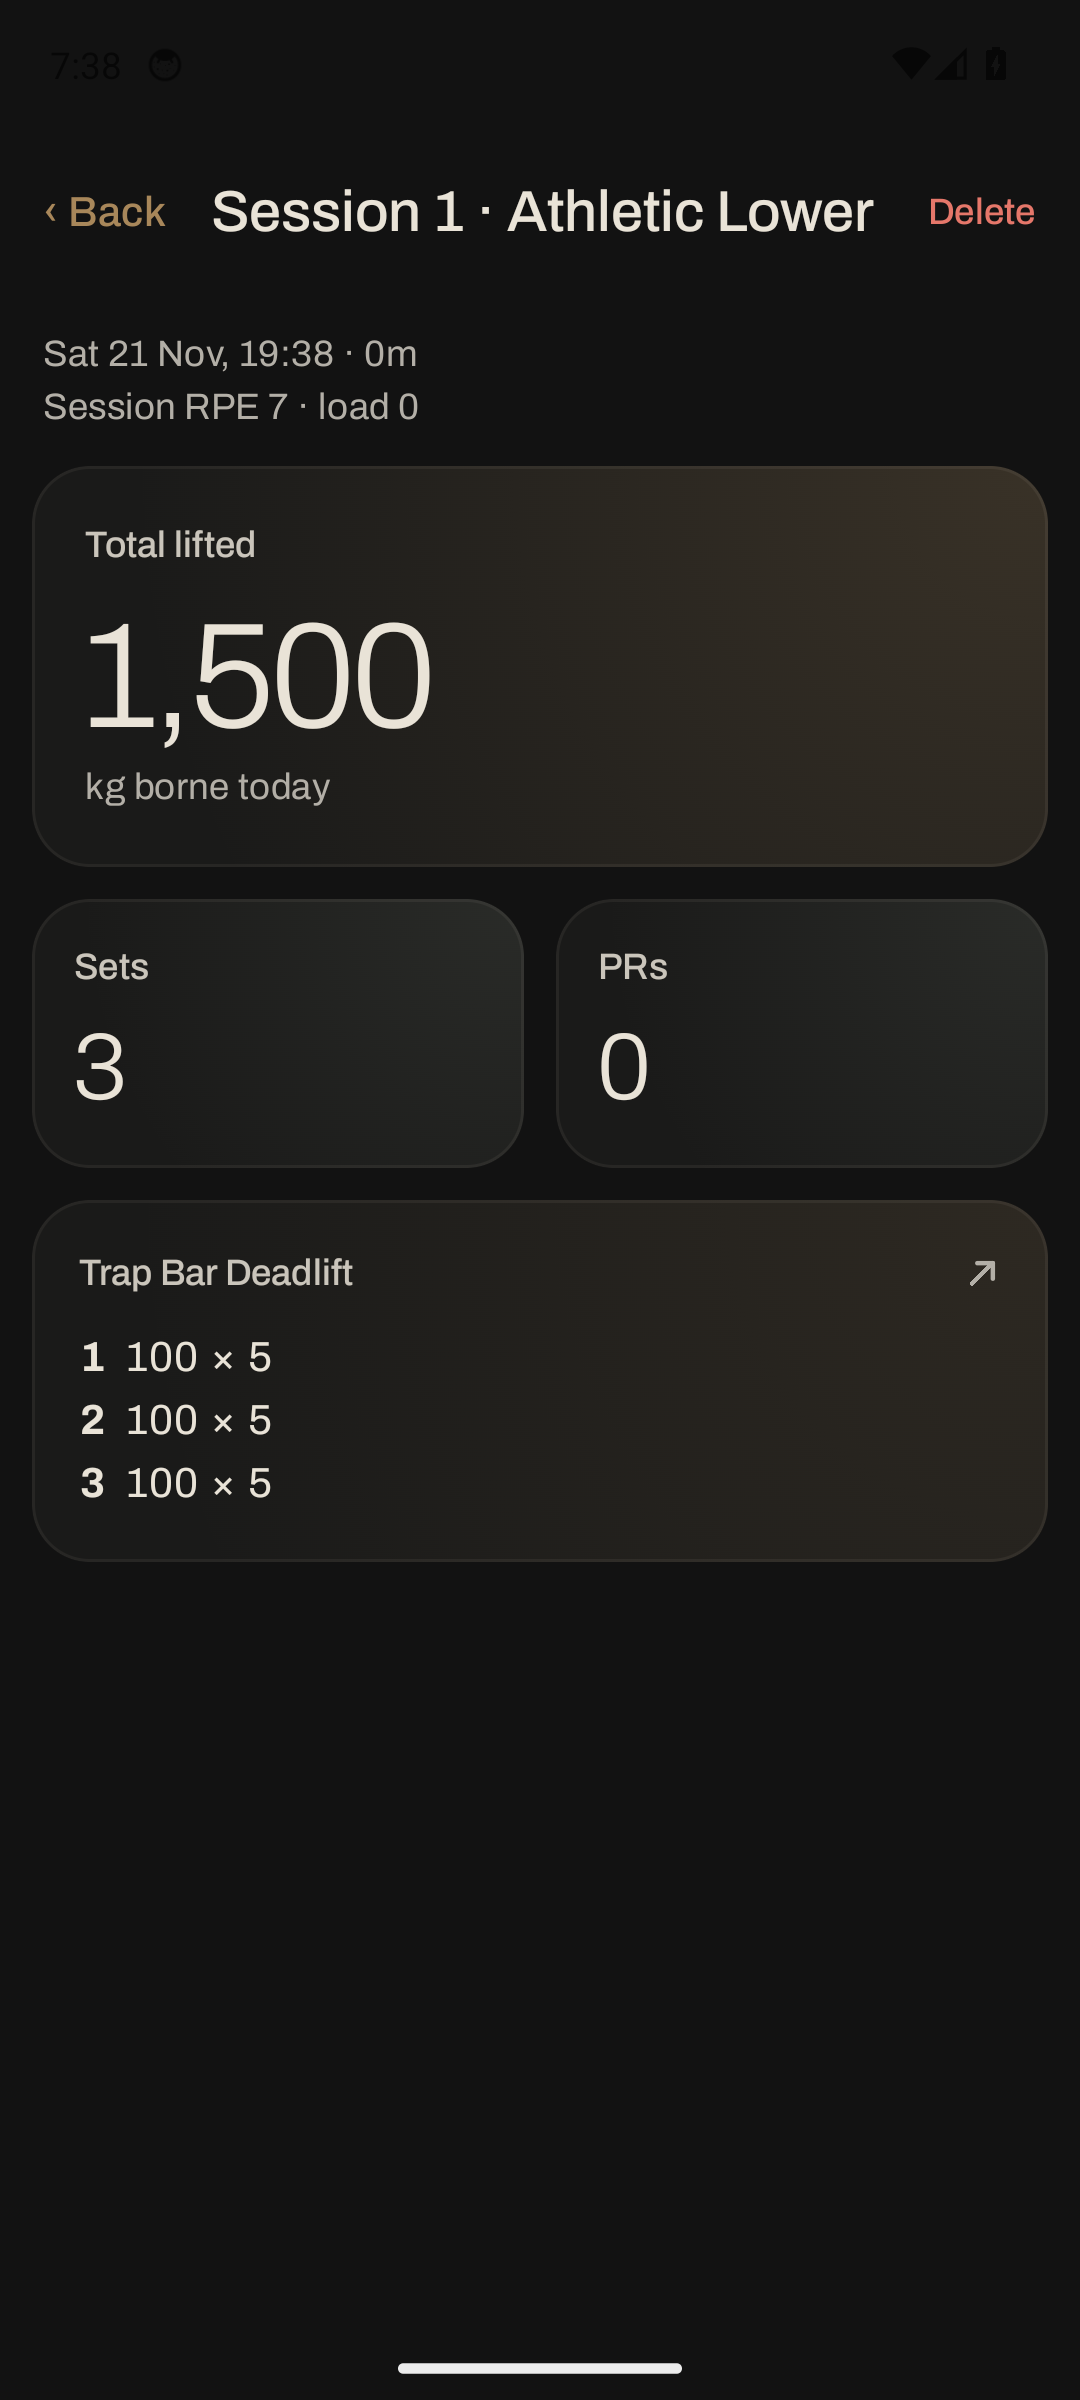 7:38
‹ Back Session 1 · Athletic Lower Delete
Sat 21 Nov, 19:38 · 0m
Session RPE 7 · load 0
Total lifted
1,500
kg borne today
Sets
3
PRs
0
Trap Bar Deadlift
1 100 × 5
2 100 × 5
3 100 × 5